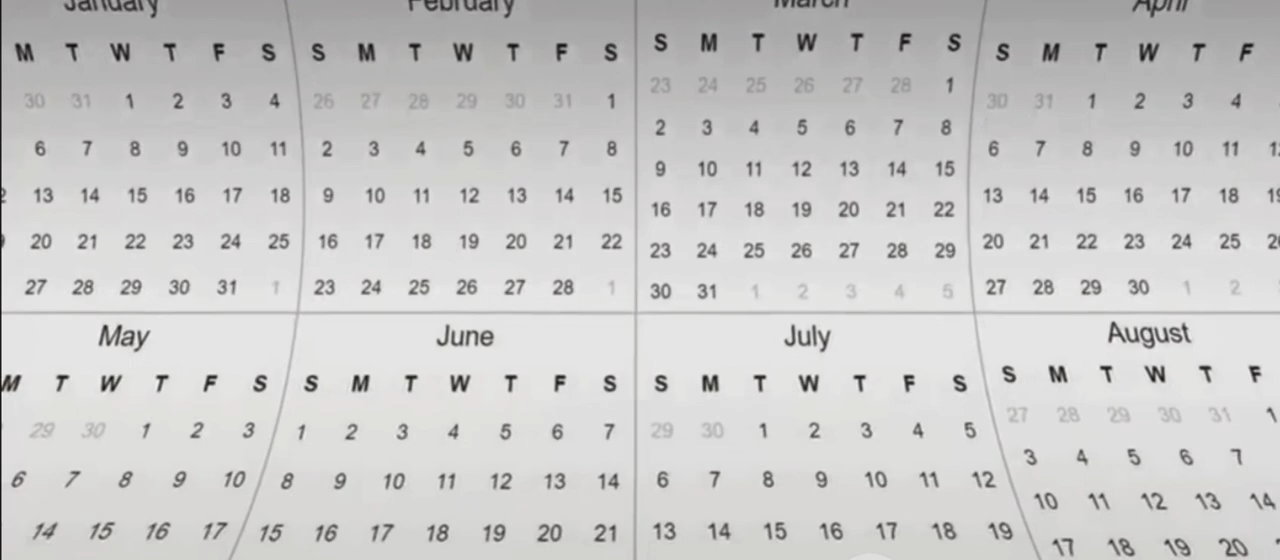 January
M T W T F S
30 31 1 2 3 4
6 7 8 9 10 11
13 14 15 16 17 18
20 21 22 23 24 25
27 28 29 30 31 1
February
S M T W T F S
26 27 28 29 30 31 1
2 3 4 5 6 7 8
9 10 11 12 13 14 15
16 17 18 19 20 21 22
23 24 25 26 27 28 1
March
S M T W T F S
23 24 25 26 27 28 1
2 3 4 5 6 7 8
9 10 11 12 13 14 15
16 17 18 19 20 21 22
23 24 25 26 27 28 29
30 31 1 2 3 4 5
April
S M T W T F
30 31 1 2 3 4
6 7 8 9 10 11
13 14 15 16 17 18
20 21 22 23 24 25
27 28 29 30 1 2
May
M T W T F S
29 30 1 2 3
6 7 8 9 10
14 15 16 17
June
S M T W T F S
1 2 3 4 5 6 7
8 9 10 11 12 13 14
15 16 17 18 19 20 21
July
S M T W T F S
29 30 1 2 3 4 5
6 7 8 9 10 11 12
13 14 15 16 17 18 19
August
S M T W T F
27 28 29 30 31 1
3 4 5 6 7
10 11 12 13 14
17 18 19 20